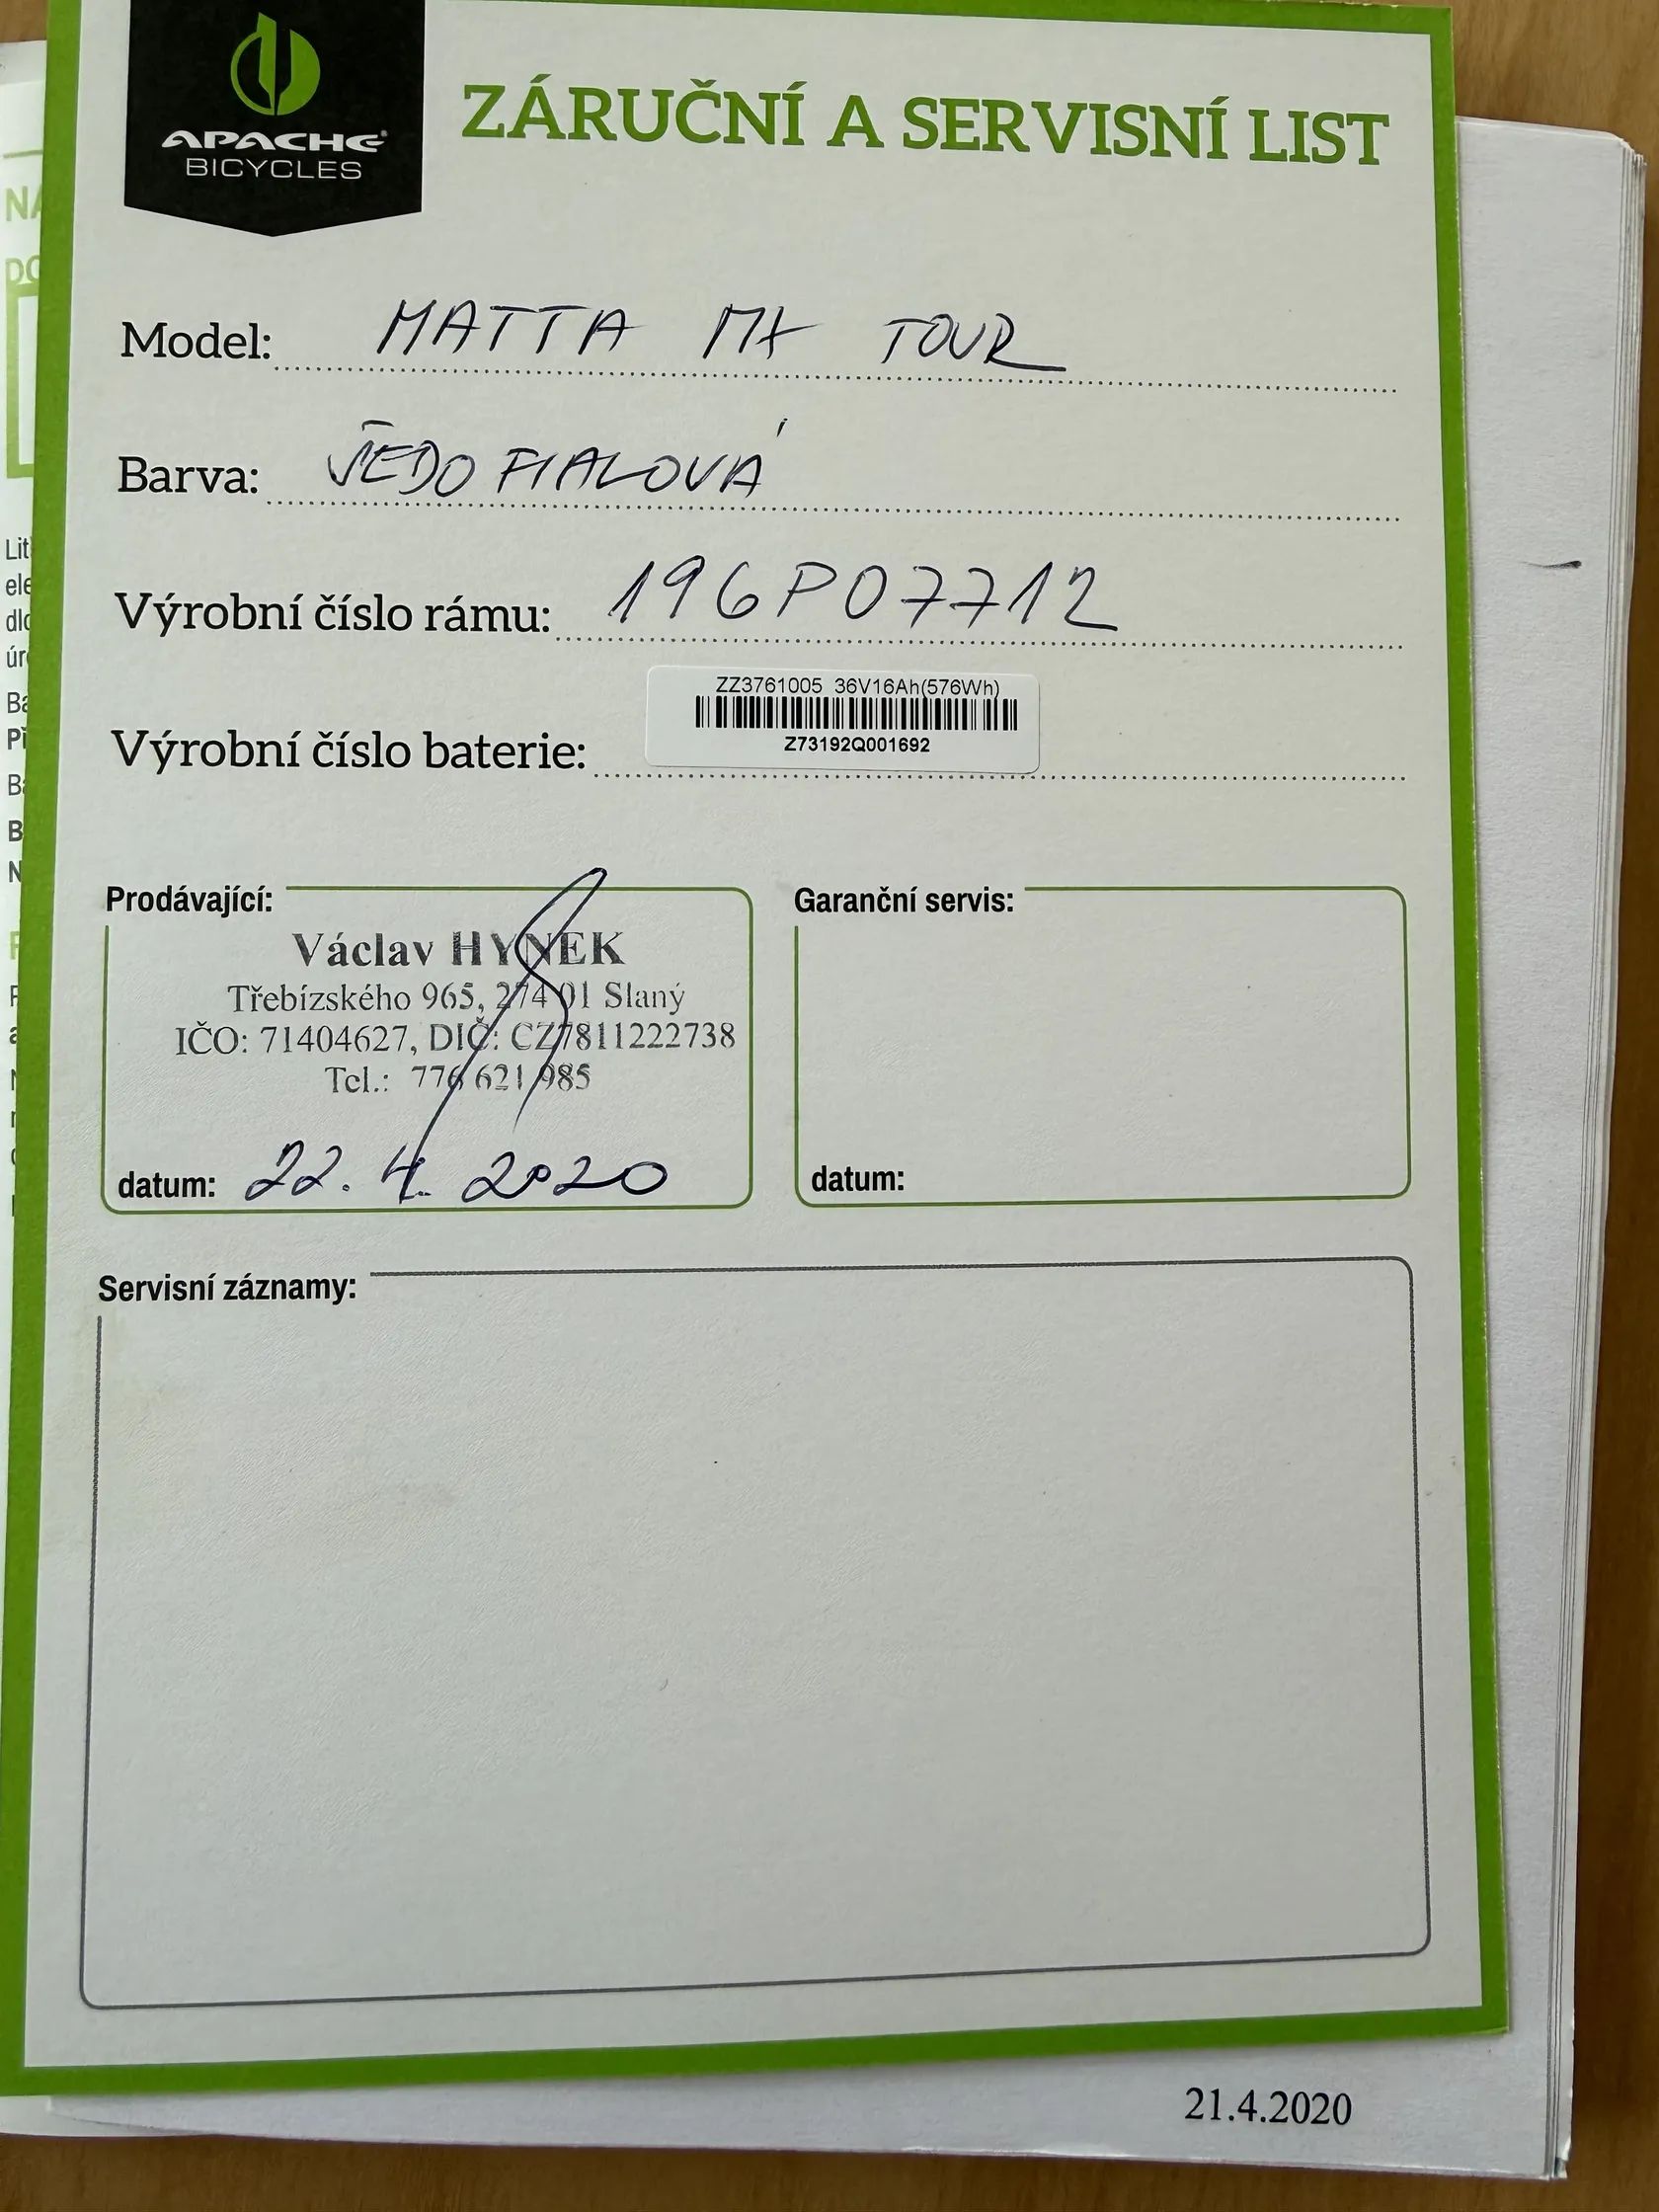 APACHE
BICYCLES
ZÁRUČNÍ A SERVISNÍ LIST
Model: MATTA MX TOUR
Barva: ŠEDO FIALOVÁ
Výrobní číslo rámu: 196P07712
ZZ3761005 36V16Ah(576Wh)
Výrobní číslo baterie: Z73192Q001692
Prodávající:
Václav HYNEK
Třebízského 965, 274 01 Slaný
IČO: 71404627, DIČ: CZ7811222738
Tel.: 776 621 985
datum: 22. 4. 2020
Garanční servis:
datum:
Servisní záznamy:
21.4.2020